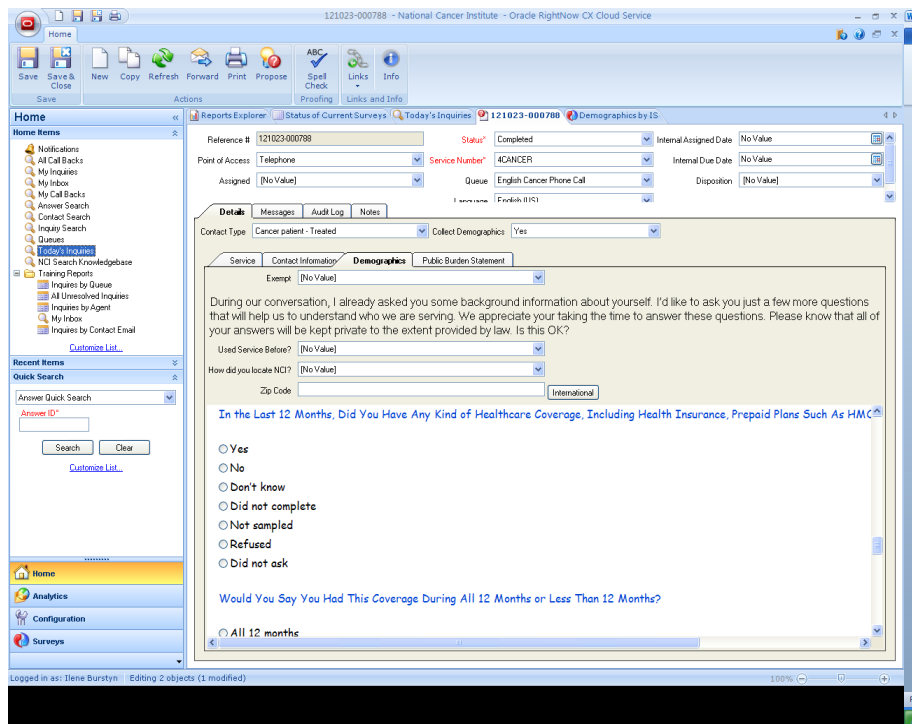 121023-000788 - National Cancer Institute - Oracle RightNow CX Cloud Service
Home
Save Save & Close New Copy Refresh Forward Print Propose ABC Spell Check Links Info
Save Actions Proofing Links and Info
Home
Home Items
Notifications
All Call Backs
My Inquiries
My Inbox
My Call Backs
Answer Search
Contact Search
Inquiry Search
Queues
Today's Inquiries
NCI Search Knowledgebase
Training Reports
Inquires by Queue
All Unresolved Inquiries
Inquiries by Agent
My Inbox
Inquires by Contact Email
Customize List...
Recent Items
Quick Search
Answer Quick Search
Answer ID*
Search Clear
Customize List...
Home
Analytics
Configuration
Surveys
Reports Explorer Status of Current Surveys Today's Inquiries 121023-000788 Demographics by IS
Reference # 121023-000788 Status* Completed Internal Assigned Date No Value
Point of Access Telephone Service Number* 4CANCER Internal Due Date No Value
Assigned [No Value] Queue English Cancer Phone Call Disposition [No Value]
Language English (US)
Details Messages Audit Log Notes
Contact Type Cancer patient - Treated Collect Demographics Yes
Service Contact Information Demographics Public Burden Statement
Exempt [No Value]
During our conversation, I already asked you some background information about yourself. I'd like to ask you just a few more questions
that will help us to understand who we are serving. We appreciate your taking the time to answer these questions. Please know that all of
your answers will be kept private to the extent provided by law. Is this OK?
Used Service Before? [No Value]
How did you locate NCI? [No Value]
Zip Code International
In the Last 12 Months, Did You Have Any Kind of Healthcare Coverage, Including Health Insurance, Prepaid Plans Such As HMO
Yes
No
Don't know
Did not complete
Not sampled
Refused
Did not ask
Would You Say You Had This Coverage During All 12 Months or Less Than 12 Months?
All 12 months
Logged in as: Ilene Burstyn Editing 2 objects (1 modified) 100%